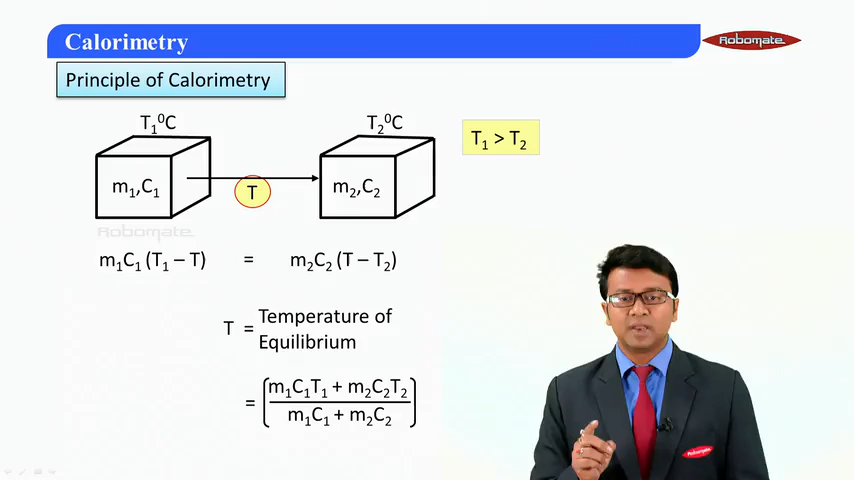 Calorimetry
Robomate
Principle of Calorimetry
T₁⁰C
T₂⁰C
T₁ > T₂
m₁,C₁
T
m₂,C₂
Robomate
m₁C₁ (T₁ – T) = m₂C₂ (T – T₂)
T = Temperature of
Equilibrium
= m₁C₁T₁ + m₂C₂T₂
m₁C₁ + m₂C₂
Robomate